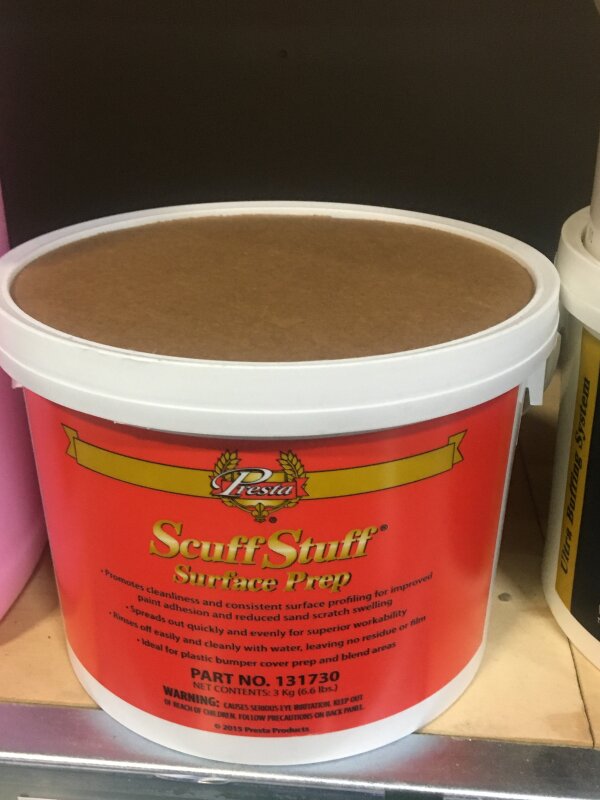 Presta
Scuff Stuff®
Surface Prep
• Promotes cleanliness and consistent surface profiling for improved
paint adhesion and reduced sand scratch swelling
• Spreads out quickly and evenly for superior workability
• Rinses off easily and cleanly with water, leaving no residue or film
• Ideal for plastic bumper cover prep and blend areas
PART NO. 131730
NET CONTENTS: 3 Kg (6.6 lbs.)
WARNING: CAUSES SERIOUS EYE IRRITATION. KEEP OUT
OF REACH OF CHILDREN. FOLLOW PRECAUTIONS ON BACK PANEL.
© 2015 Presta Products
Ultra Buffing System